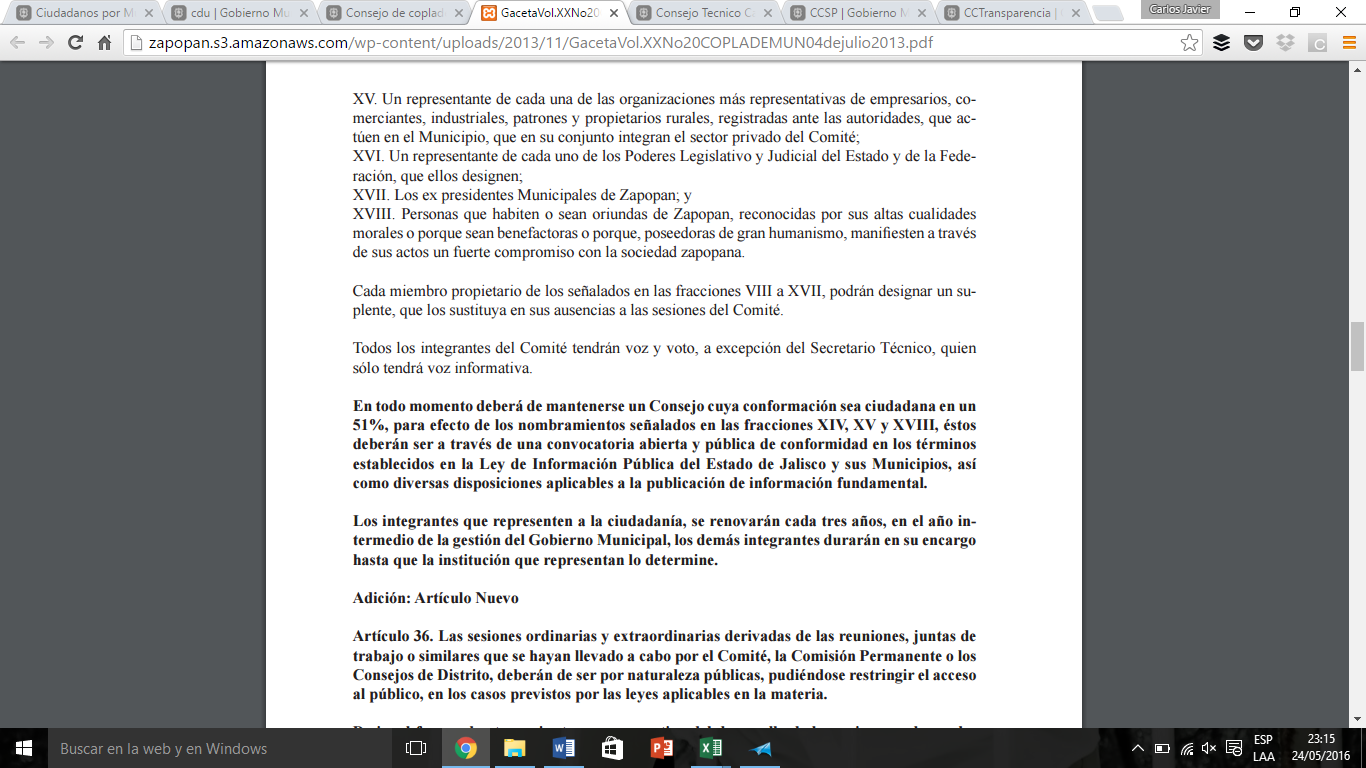 Ciudadanos por M
cdu | Gobierno Mu
Consejo de coplad
GacetaVol.XXNo20
Consejo Tecnico C
CCSP | Gobierno M
CCTransparencia |
Carlos Javier
zapopan.s3.amazonaws.com/wp-content/uploads/2013/11/GacetaVol.XXNo20COPLADEMUN04dejulio2013.pdf
XV. Un representante de cada una de las organizaciones más representativas de empresarios, co-
merciantes, industriales, patrones y propietarios rurales, registradas ante las autoridades, que ac-
túen en el Municipio, que en su conjunto integran el sector privado del Comité;
XVI. Un representante de cada uno de los Poderes Legislativo y Judicial del Estado y de la Fede-
ración, que ellos designen;
XVII. Los ex presidentes Municipales de Zapopan; y
XVIII. Personas que habiten o sean oriundas de Zapopan, reconocidas por sus altas cualidades
morales o porque sean benefactoras o porque, poseedoras de gran humanismo, manifiesten a través
de sus actos un fuerte compromiso con la sociedad zapopana.
Cada miembro propietario de los señalados en las fracciones VIII a XVII, podrán designar un su-
plente, que los sustituya en sus ausencias a las sesiones del Comité.
Todos los integrantes del Comité tendrán voz y voto, a excepción del Secretario Técnico, quien
sólo tendrá voz informativa.
En todo momento deberá de mantenerse un Consejo cuya conformación sea ciudadana en un
51%, para efecto de los nombramientos señalados en las fracciones XIV, XV y XVIII, éstos
deberán ser a través de una convocatoria abierta y pública de conformidad en los términos
establecidos en la Ley de Información Pública del Estado de Jalisco y sus Municipios, así
como diversas disposiciones aplicables a la publicación de información fundamental.
Los integrantes que representen a la ciudadanía, se renovarán cada tres años, en el año in-
termedio de la gestión del Gobierno Municipal, los demás integrantes durarán en su encargo
hasta que la institución que representan lo determine.
Adición: Artículo Nuevo
Artículo 36. Las sesiones ordinarias y extraordinarias derivadas de las reuniones, juntas de
trabajo o similares que se hayan llevado a cabo por el Comité, la Comisión Permanente o los
Consejos de Distrito, deberán de ser por naturaleza públicas, pudiéndose restringir el acceso
al público, en los casos previstos por las leyes aplicables en la materia.
Buscar en la web y en Windows
ESP
LAA
23:15
24/05/2016